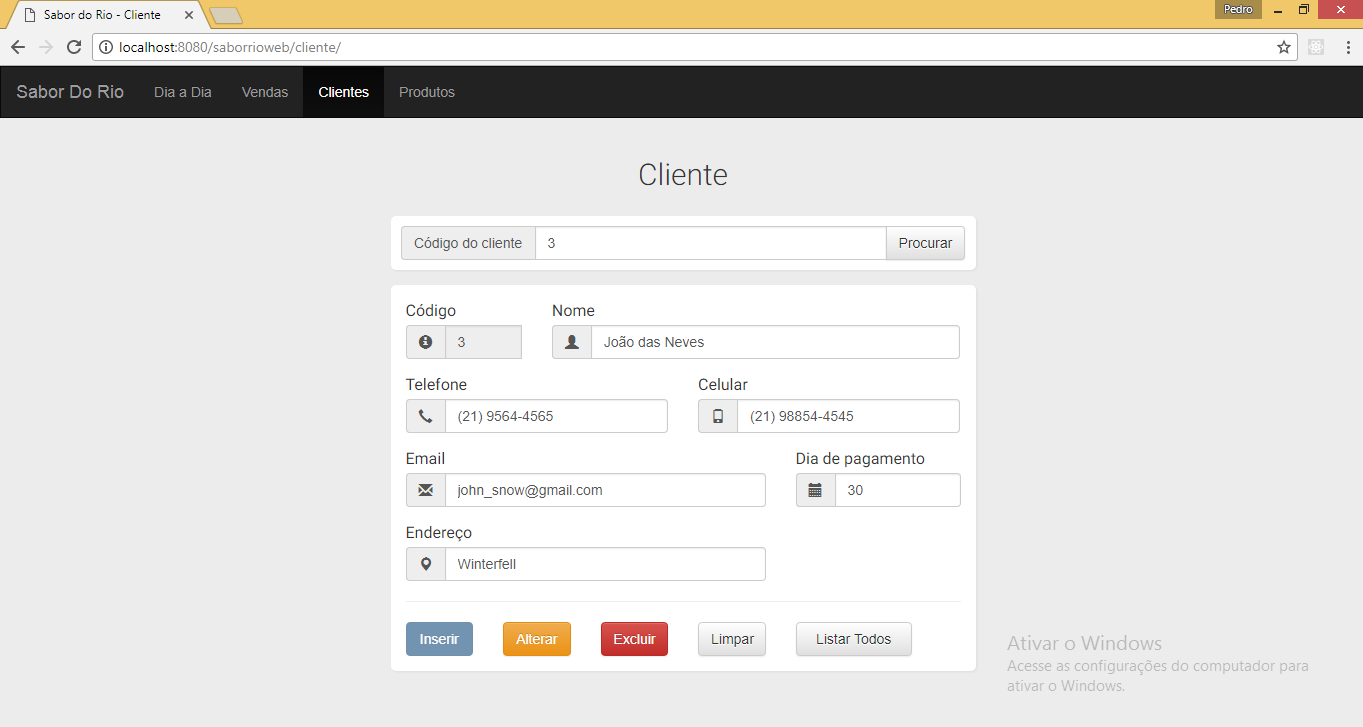 Sabor do Rio - Cliente
Pedro
localhost:8080/saborrioweb/cliente/
Sabor Do Rio Dia a Dia Vendas Clientes Produtos
Cliente
Código do cliente 3 Procurar
Código Nome
3 João das Neves
Telefone Celular
(21) 9564-4565 (21) 98854-4545
Email Dia de pagamento
john_snow@gmail.com 30
Endereço
Winterfell
Inserir Alterar Excluir Limpar Listar Todos
Ativar o Windows
Acesse as configurações do computador para
ativar o Windows.